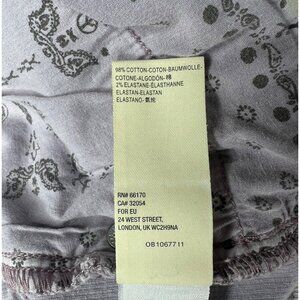 98% COTTON-COTON-BAUMWOLLE-
COTONE-ALGODÓN-棉
2% ELASTANE-ÉLASTHANNE
ELASTAN-ELASTAN
ELASTANO-氨纶
RN# 66170
CA# 32054
FOR EU
24 WEST STREET,
LONDON, UK WC2H9NA
OB1067711